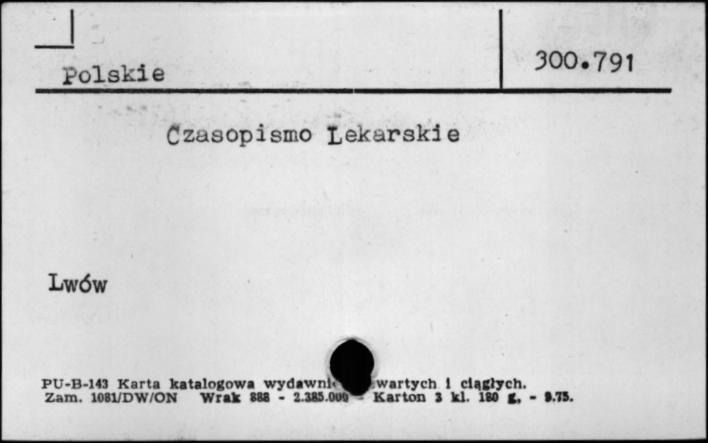 Polskie
300.791
Czasopismo Lekarskie
Lwów
PU-B-143 Karta katalogowa wydawni wartych i ciągłych.
Zam. 1081/DW/ON Wrak 888 - 2.385.000 - Karton 3 kl. 180 g. - 9.75.